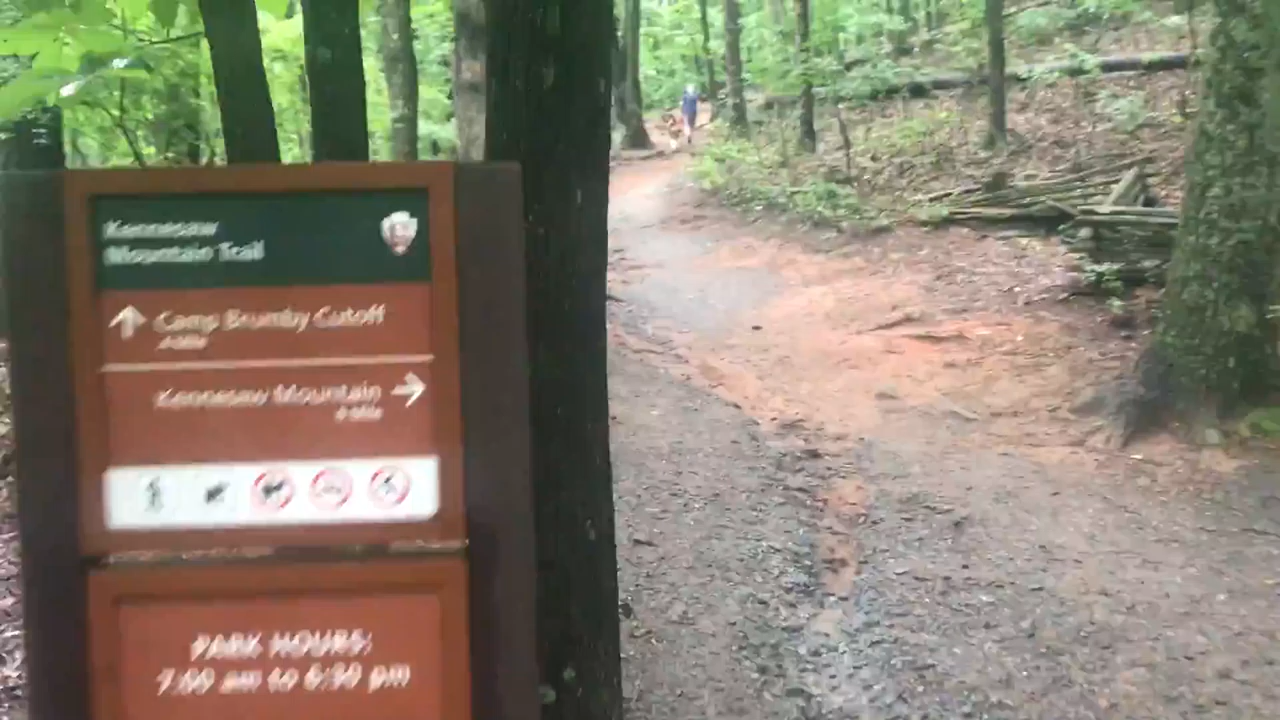 Kennesaw
Mountain Trail
Camp Brumby Cutoff
Kennesaw Mountain
PARK HOURS:
7:00 am to 6:30 pm